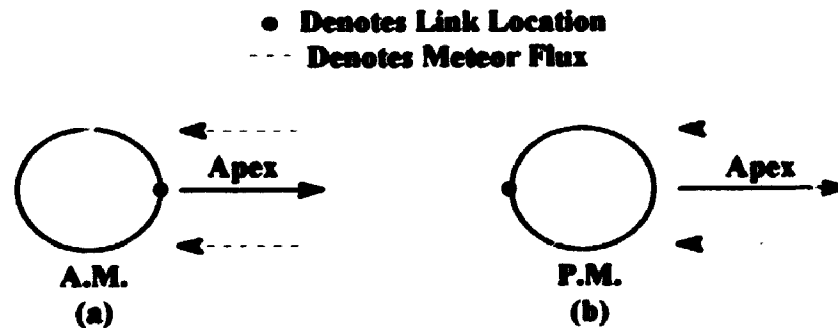 ● Denotes Link Location
--- Denotes Meteor Flux
Apex
Apex
A.M.
P.M.
(a)
(b)